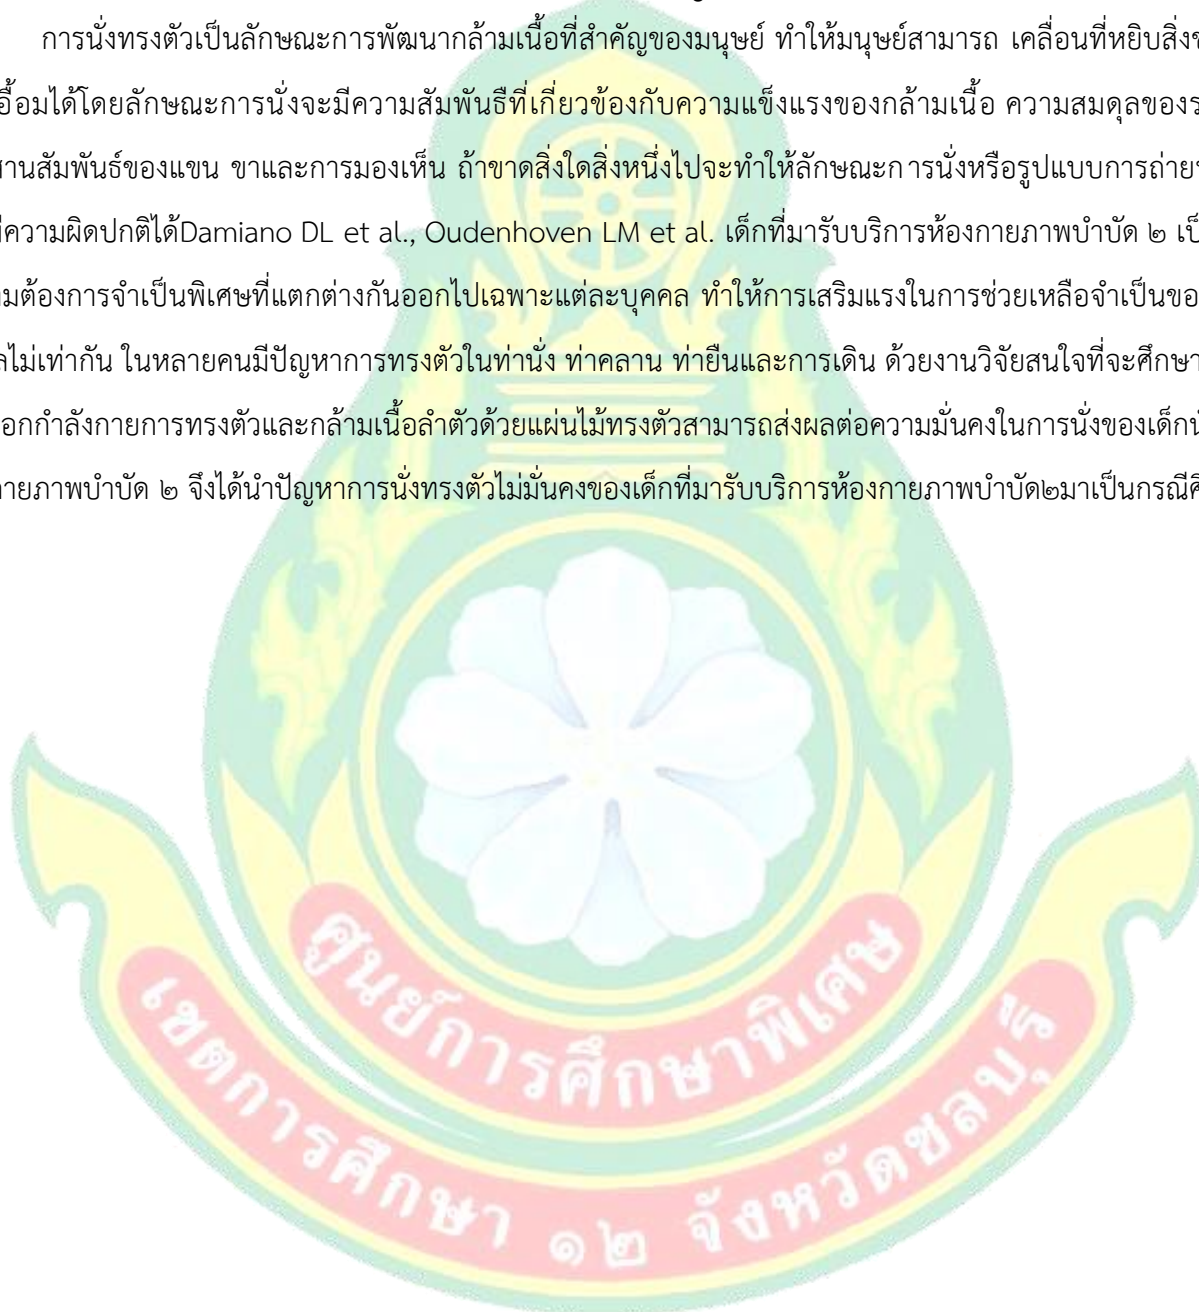 การนั่งทรงตัวเป็นลักษณะการพัฒนากล้ามเนื้อที่สำคัญของมนุษย์ ทำให้มนุษย์สามารถ เคลื่อนที่หยิบสิ่งข
อื้อมได้โดยลักษณะการนั่งจะมีความสัมพันธืที่เกี่ยวข้องกับความแข็งแรงของกล้ามเนื้อ ความสมดุลของร
สานสัมพันธ์ของแขน ขาและการมองเห็น ถ้าขาดสิ่งใดสิ่งหนึ่งไปจะทำให้ลักษณะการนั่งหรือรูปแบบการถ่าย
มีความผิดปกติได้Damiano DL et al., Oudenhoven LM et al. เด็กที่มารับบริการห้องกายภาพบำบัด ๒ เป็
ามต้องการจำเป็นพิเศษที่แตกต่างกันออกไปเฉพาะแต่ละบุคคล ทำให้การเสริมแรงในการช่วยเหลือจำเป็นขอ
ลไม่เท่ากัน ในหลายคนมีปัญหาการทรงตัวในท่านั่ง ท่าคลาน ท่ายืนและการเดิน ด้วยงานวิจัยสนใจที่จะศึกษา
ออกกำลังกายการทรงตัวและกล้ามเนื้อลำตัวด้วยแผ่นไม้ทรงตัวสามารถส่งผลต่อความมั่นคงในการนั่งของเด็กน
กายภาพบำบัด ๒ จึงได้นำปัญหาการนั่งทรงตัวไม่มั่นคงของเด็กที่มารับบริการห้องกายภาพบำบัด๒มาเป็นกรณีศึ
ศูนย์การศึกษาพิเศษ
เขตการศึกษา ๑๒ จังหวัดชลบุรี